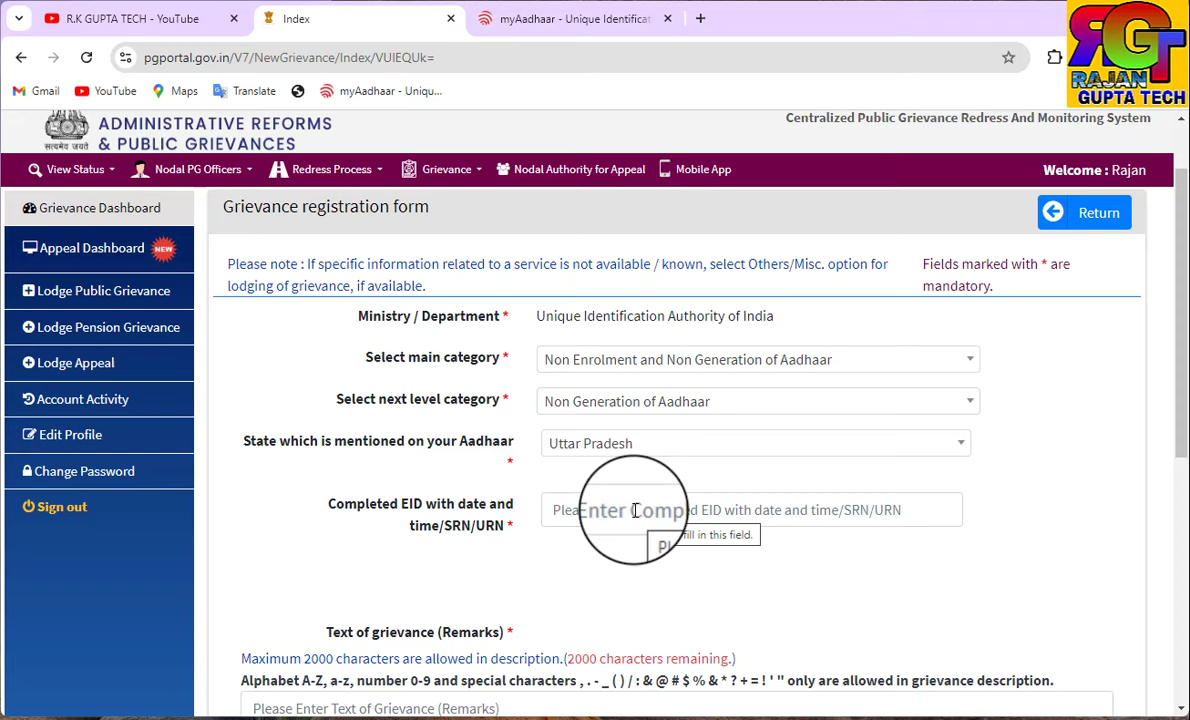 R.K GUPTA TECH - YouTube
Index
myAadhaar - Unique Identificat
pgportal.gov.in/V7/NewGrievance/Index/VUlEQUk=
Gmail
YouTube
Maps
Translate
myAadhaar - Uniqu...
RGT
RAJAN
GUPTA TECH
सत्यमेव जयते
ADMINISTRATIVE REFORMS
& PUBLIC GRIEVANCES
Centralized Public Grievance Redress And Monitoring System
View Status
Nodal PG Officers
Redress Process
Grievance
Nodal Authority for Appeal
Mobile App
Welcome : Rajan
Grievance Dashboard
Appeal Dashboard NEW
Lodge Public Grievance
Lodge Pension Grievance
Lodge Appeal
Account Activity
Edit Profile
Change Password
Sign out
Grievance registration form
Return
Please note : If specific information related to a service is not available / known, select Others/Misc. option for
lodging of grievance, if available.
Fields marked with * are
mandatory.
Ministry / Department * Unique Identification Authority of India
Select main category * Non Enrolment and Non Generation of Aadhaar
Select next level category * Non Generation of Aadhaar
State which is mentioned on your Aadhaar
* Uttar Pradesh
Completed EID with date and
time/SRN/URN *
Plea Enter Comp d EID with date and time/SRN/URN
Pl fill in this field.
Text of grievance (Remarks) *
Maximum 2000 characters are allowed in description.(2000 characters remaining.)
Alphabet A-Z, a-z, number 0-9 and special characters , . - _ ( ) / : & @ # $ % & * ? + = ! ' " only are allowed in grievance description.
Please Enter Text of Grievance (Remarks)